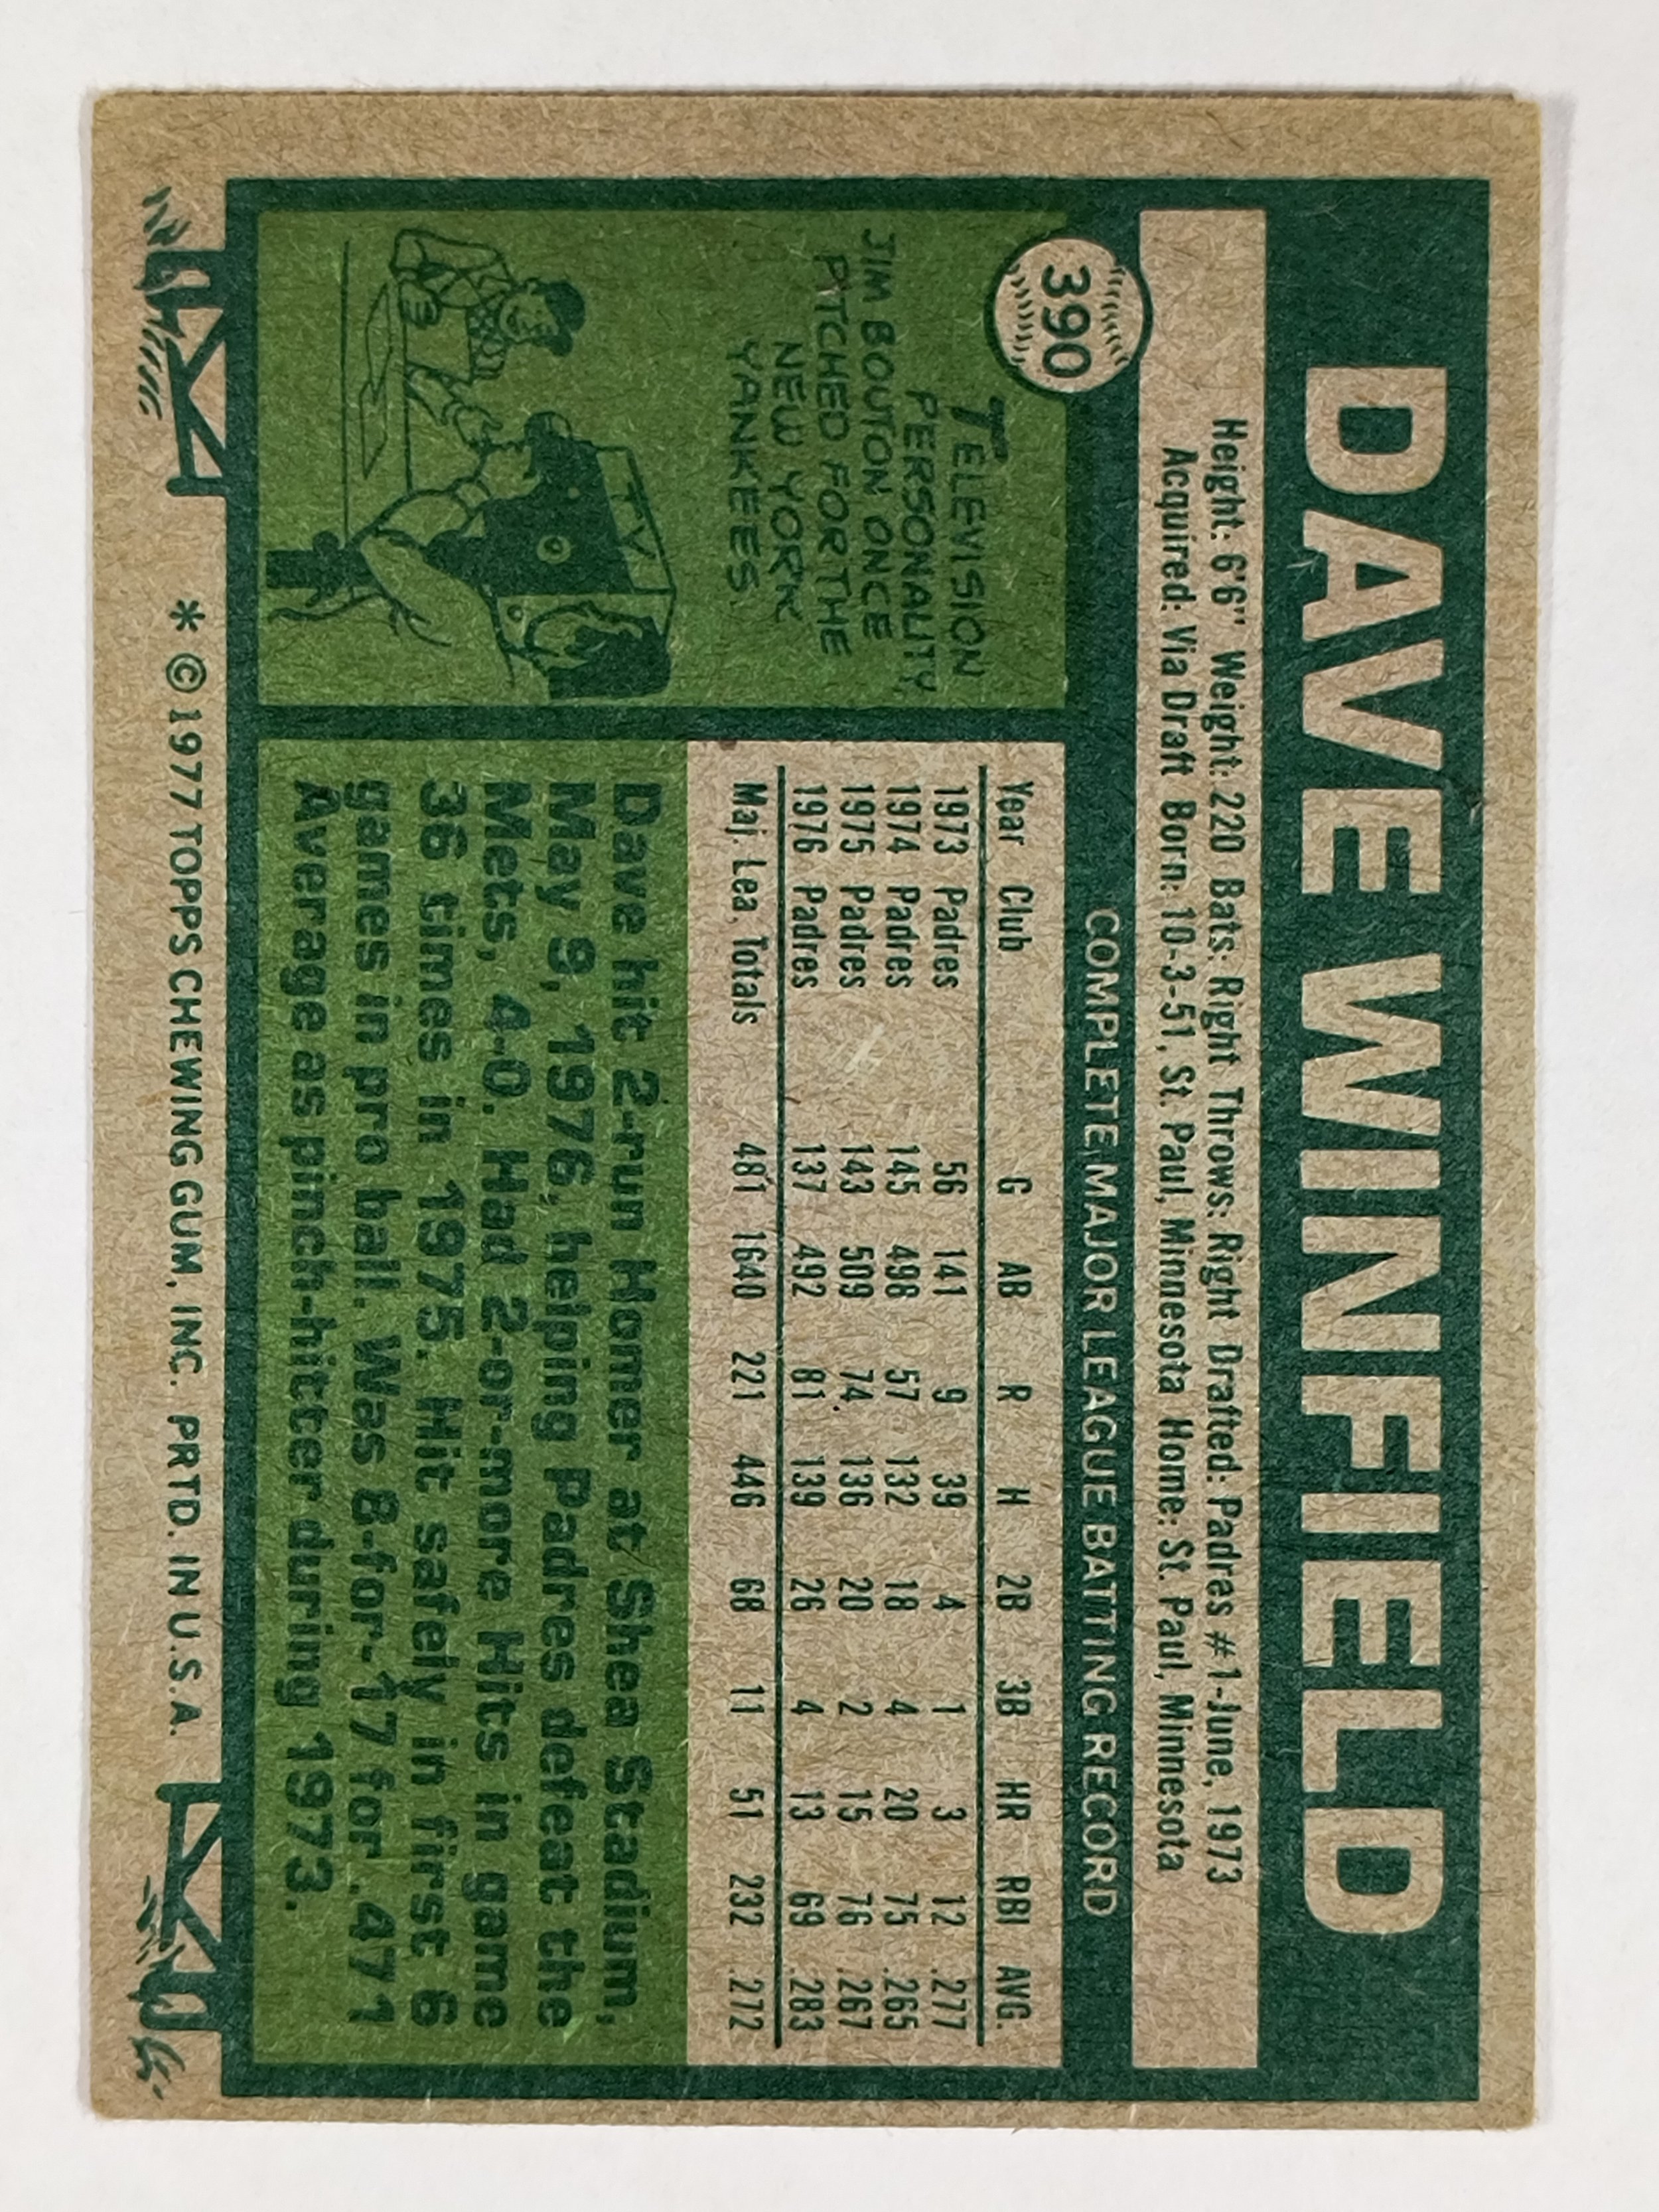 DAVE WINFIELD
Height: 6'6" Weight: 220 Bats: Right Throws: Right Drafted: Padres #1-June, 1973
Acquired: Via Draft Born: 10-3-51, St. Paul, Minnesota Home: St. Paul, Minnesota
390
TELEVISION
PERSONALITY,
JIM BOUTON ONCE
PITCHED FOR THE
NEW YORK
YANKEES.
TV
COMPLETE MAJOR LEAGUE BATTING RECORD
Year Club G AB R H 2B 3B HR RBI AVG.
1973 Padres 56 141 9 39 4 1 3 12 .277
1974 Padres 145 498 57 132 18 4 20 75 .265
1975 Padres 143 509 74 136 20 2 15 76 .267
1976 Padres 137 492 81 139 26 4 13 69 .283
Maj. Lea. Totals 481 1640 221 446 68 11 51 232 .272
Dave hit 2-run Homer at Shea Stadium,
May 9, 1976, helping Padres defeat the
Mets, 4-0. Had 2-or-more Hits in game
36 times in 1975. Hit safely in first 6
games in pro ball. Was 8-for-17 for .471
Average as pinch-hitter during 1973.
* © 1977 TOPPS CHEWING GUM, INC. PRTD. IN U.S.A.